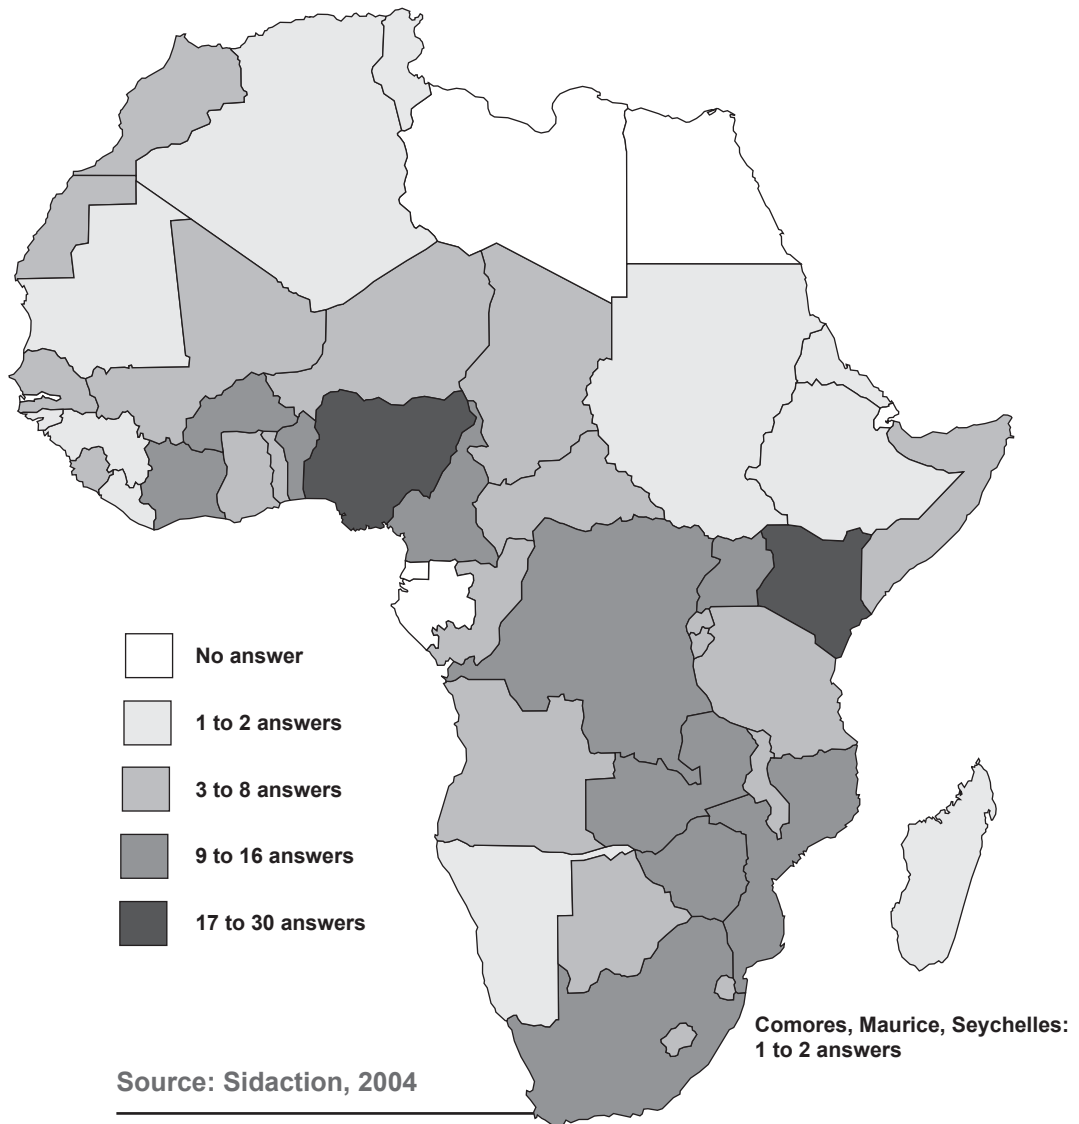 No answer
1 to 2 answers
3 to 8 answers
9 to 16 answers
17 to 30 answers
Comores, Maurice, Seychelles:
1 to 2 answers
Source: Sidaction, 2004